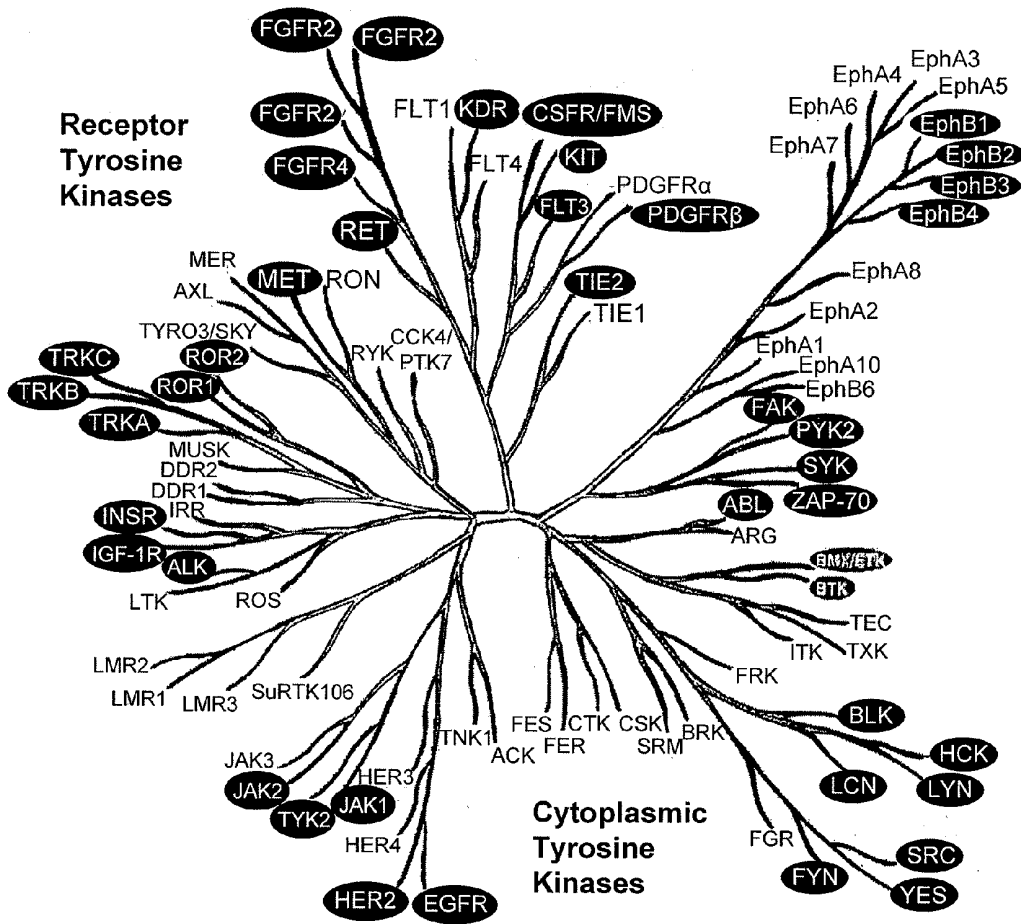 FGFR2
FGFR2
FGFR2
FGFR4
RET
Receptor
Tyrosine
Kinases
FLT1
KDR
FLT4
CSFR/FMS
KIT
FLT3
PDGFRα
PDGFRβ
TIE2
TIE1
EphA3
EphA4
EphA5
EphA6
EphB1
EphA7
EphB2
EphB3
EphB4
EphA8
EphA2
EphA1
EphA10
EphB6
FAK
PYK2
SYK
ZAP-70
ABL
ARG
BMX/ETK
BTK
TEC
TXK
ITK
FRK
BLK
HCK
LYN
LCN
SRC
YES
FYN
FGR
MER
AXL
TYRO3/SKY
MET
RON
RYK
CCK4/
PTK7
ROR2
ROR1
TRKC
TRKB
TRKA
MUSK
DDR2
DDR1
IRR
INSR
IGF-1R
ALK
LTK
ROS
LMR2
LMR1
LMR3
SuRTK106
JAK3
JAK2
TYK2
JAK1
HER3
HER4
HER2
EGFR
TNK1
ACK
FES
FER
CTK
CSK
SRM
BRK
Cytoplasmic
Tyrosine
Kinases